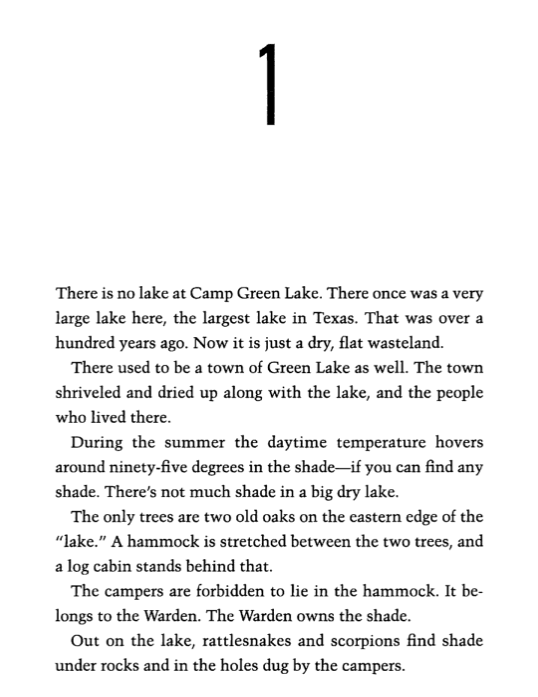 1
There is no lake at Camp Green Lake. There once was a very
large lake here, the largest lake in Texas. That was over a
hundred years ago. Now it is just a dry, flat wasteland.
There used to be a town of Green Lake as well. The town
shriveled and dried up along with the lake, and the people
who lived there.
During the summer the daytime temperature hovers
around ninety-five degrees in the shade—if you can find any
shade. There's not much shade in a big dry lake.
The only trees are two old oaks on the eastern edge of the
“lake.” A hammock is stretched between the two trees, and
a log cabin stands behind that.
The campers are forbidden to lie in the hammock. It be-
longs to the Warden. The Warden owns the shade.
Out on the lake, rattlesnakes and scorpions find shade
under rocks and in the holes dug by the campers.